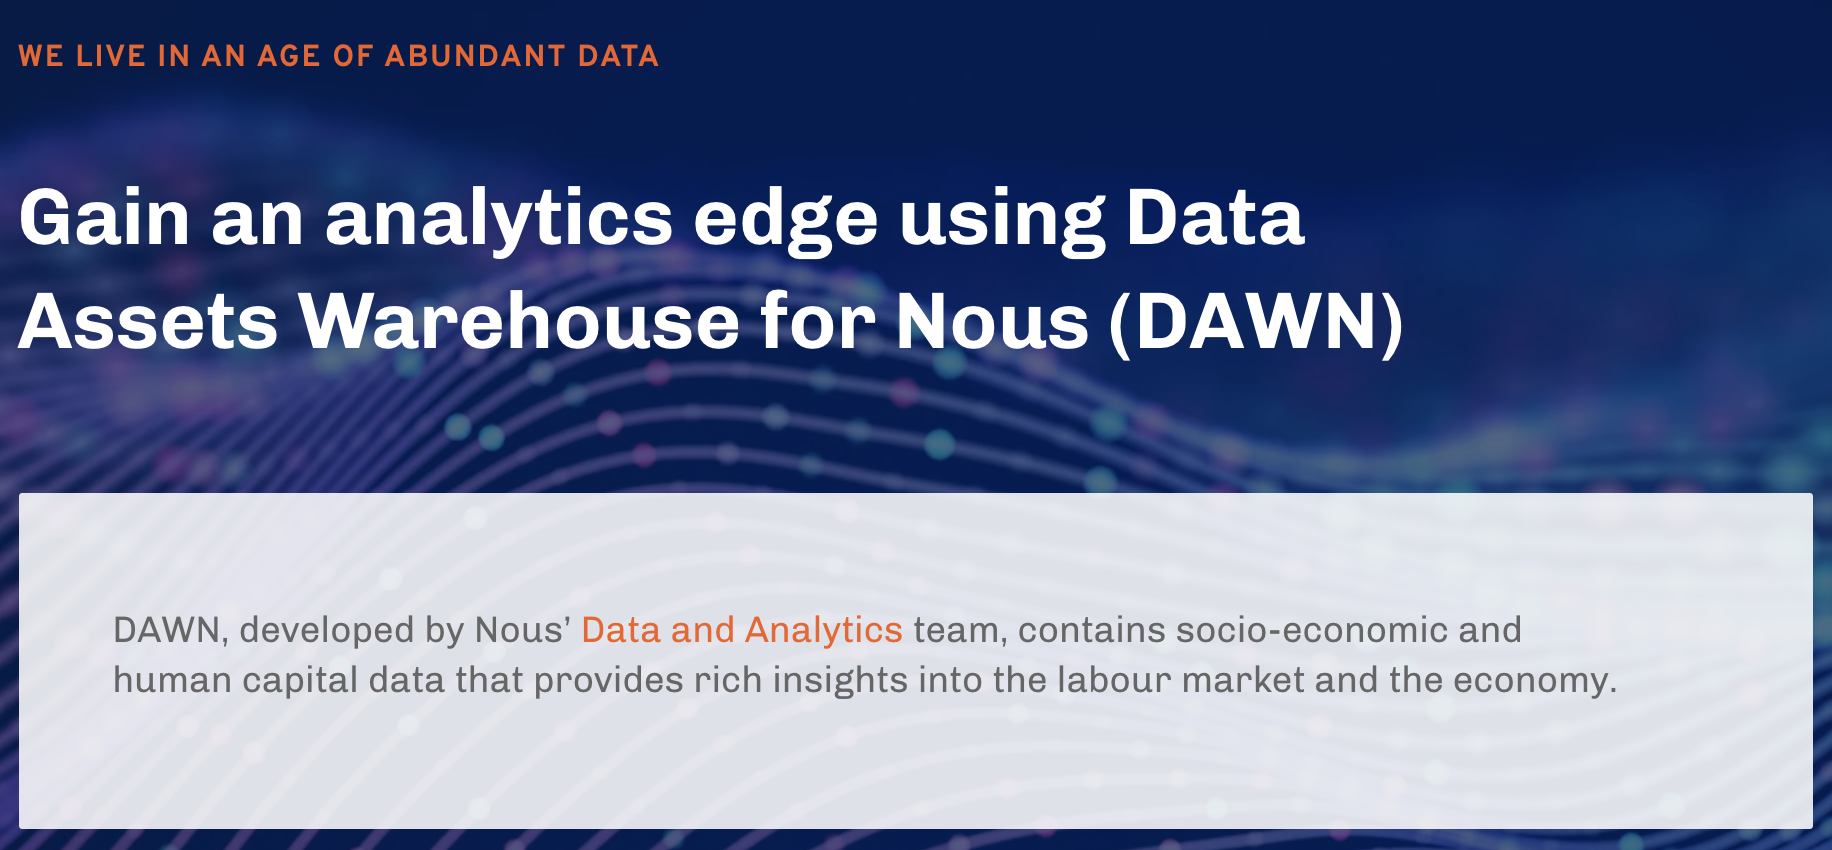 WE LIVE IN AN AGE OF ABUNDANT DATA
Gain an analytics edge using Data
Assets Warehouse for Nous (DAWN)
DAWN, developed by Nous’ Data and Analytics team, contains socio-economic and
human capital data that provides rich insights into the labour market and the economy.